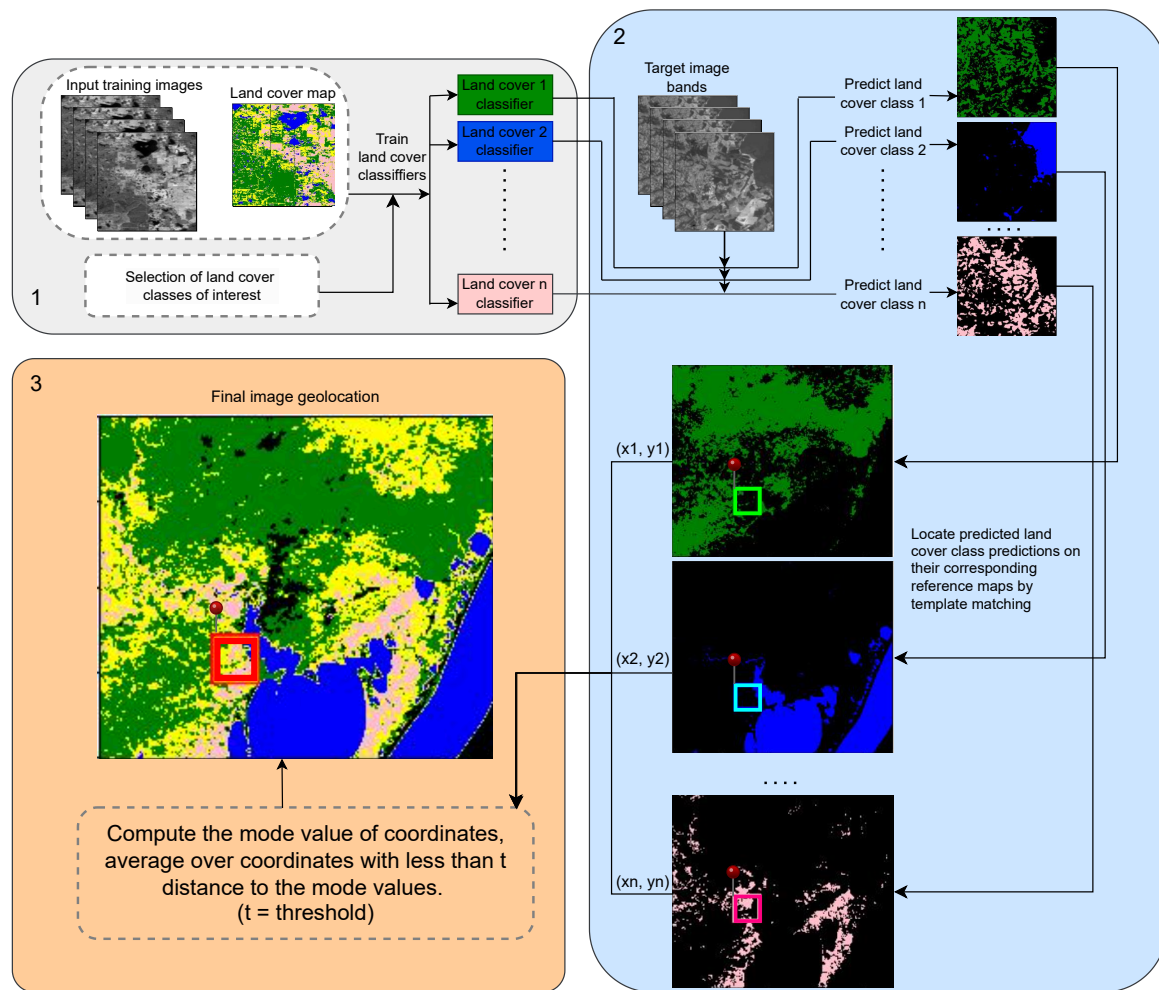 1
Input training images
Land cover map
Train
land cover
classiffiers
Land cover 1
classifier
Land cover 2
classifier
Land cover n
classifier
Selection of land cover
classes of interest
2
Target image
bands
Predict land
cover class 1
Predict land
cover class 2
Predict land
cover class n
(x1, y1)
(x2, y2)
(xn, yn)
Locate predicted land
cover class predictions on
their corresponding
reference maps by
template matching
3
Final image geolocation
Compute the mode value of coordinates,
average over coordinates with less than t
distance to the mode values.
(t = threshold)